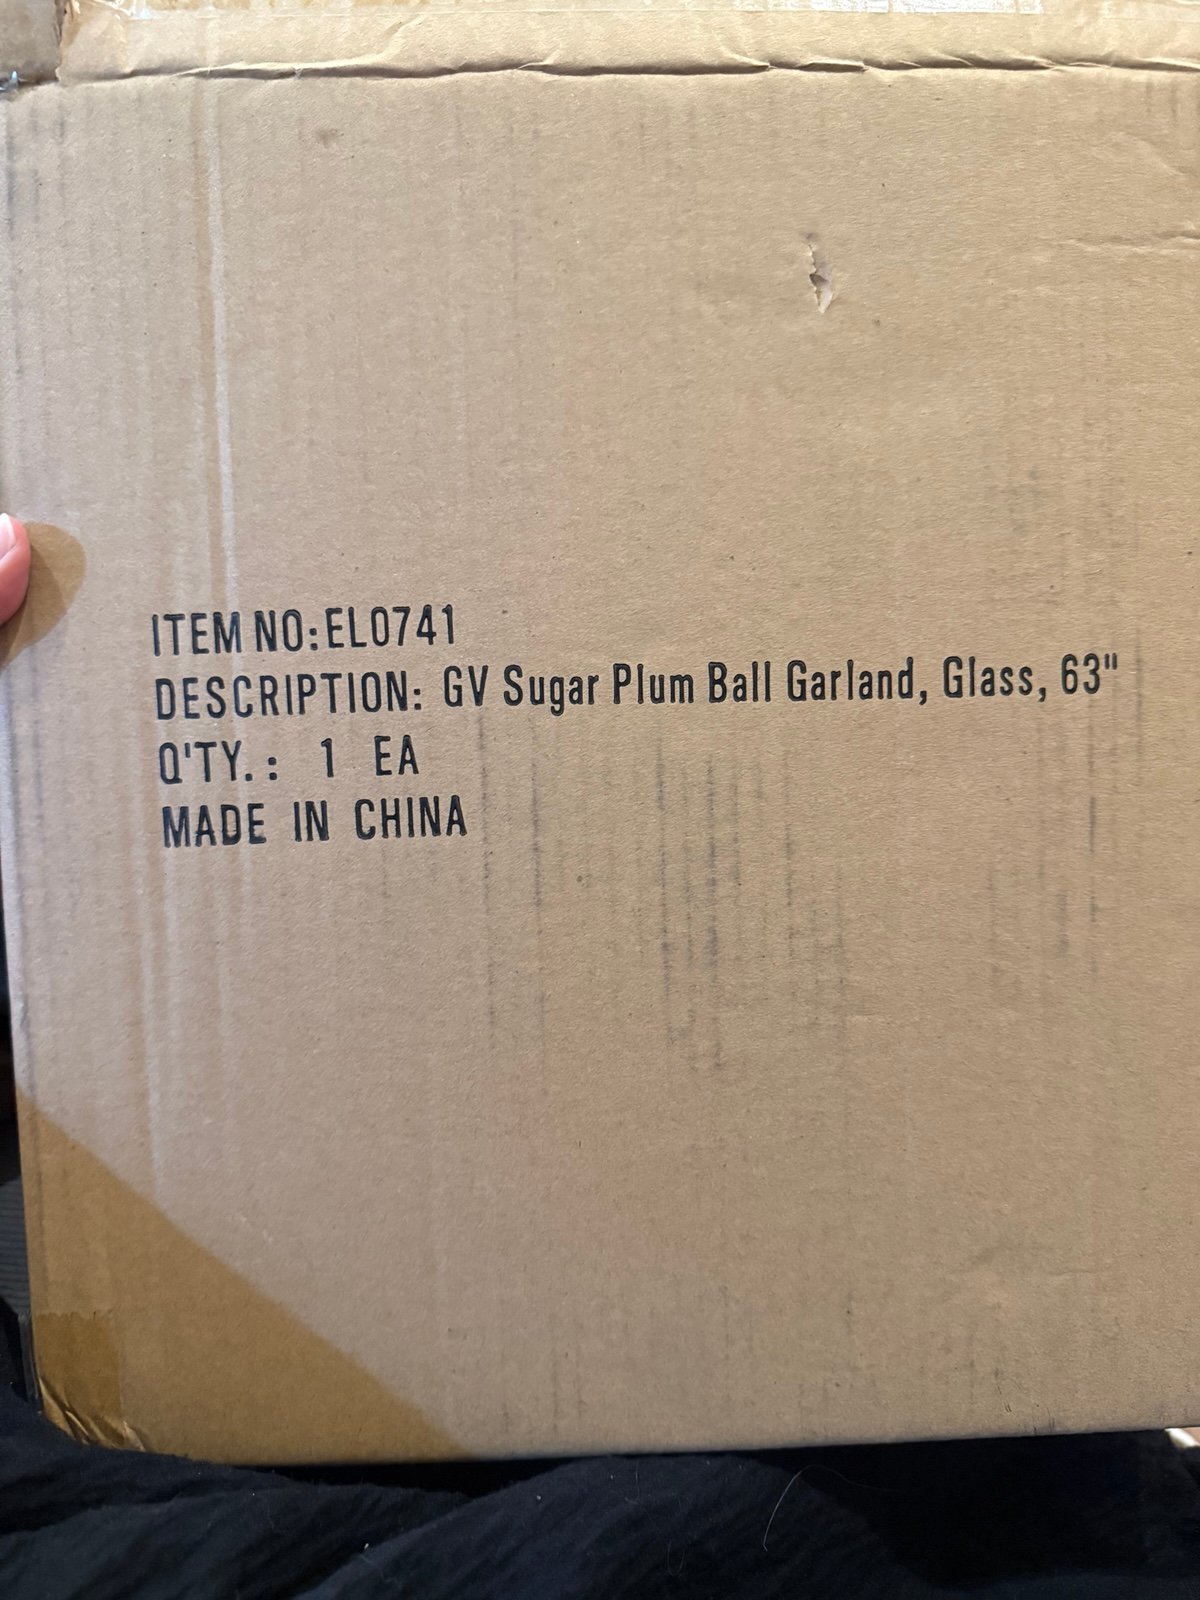 ITEM NO:EL0741
DESCRIPTION: GV Sugar Plum Ball Garland, Glass, 63"
Q'TY.: 1 EA
MADE IN CHINA